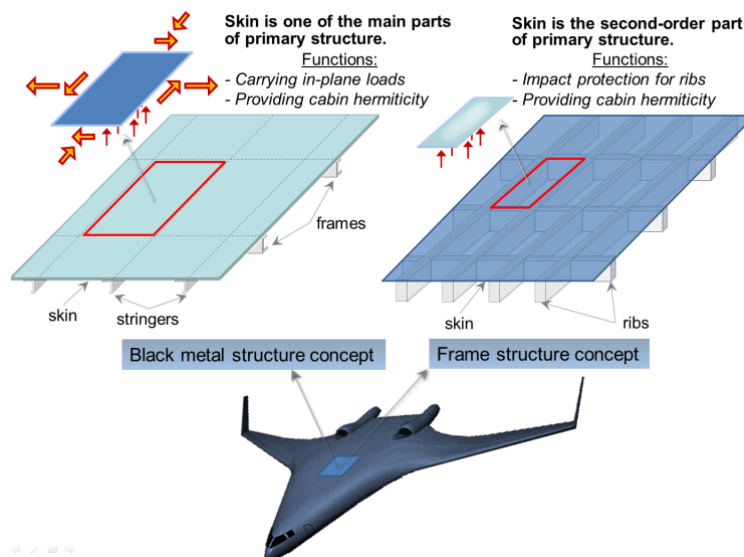 Skin is one of the main parts
of primary structure.
Functions:
- Carrying in-plane loads
- Providing cabin hermiticity
Skin is the second-order part
of primary structure.
Functions:
- Impact protection for ribs
- Providing cabin hermiticity
frames
skin
stringers
skin
ribs
Black metal structure concept
Frame structure concept